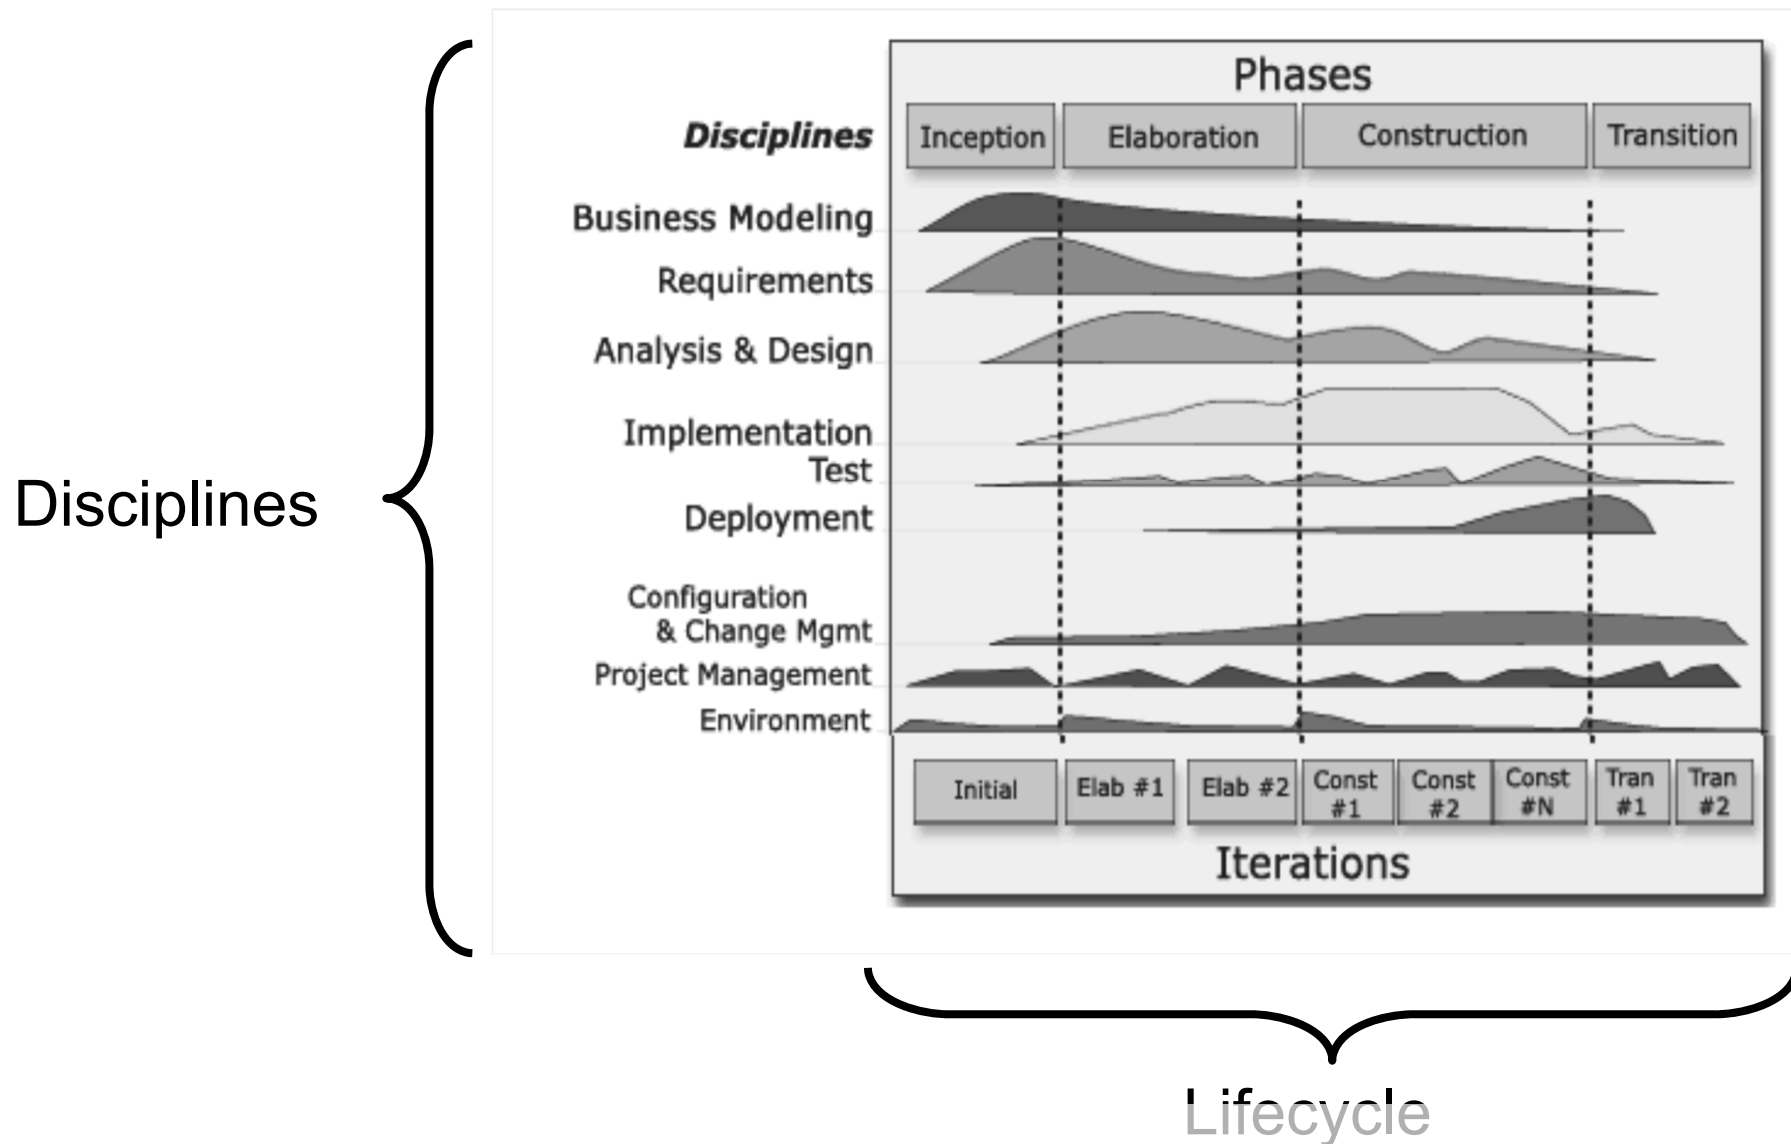 Phases
Disciplines
Inception
Elaboration
Construction
Transition
Business Modeling
Requirements
Analysis & Design
Implementation
Test
Deployment
Configuration
& Change Mgmt
Project Management
Environment
Disciplines
Initial
Elab #1
Elab #2
Const
#1
Const
#2
Const
#N
Tran
#1
Tran
#2
Iterations
Lifecycle